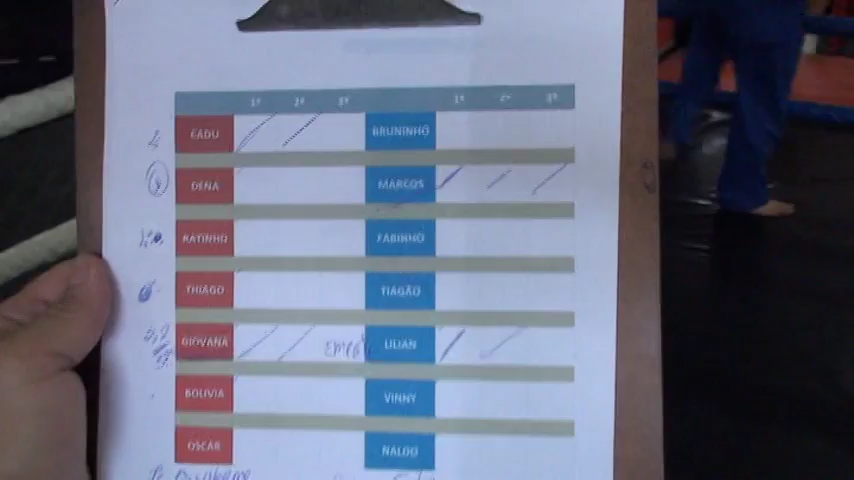 1º 2º 3º 1º 2º 3º
CADU BRUNINHO
DENA MARCOS
RATINHO FABINHO
THIAGO TIAGÃO
GIOVANA LILIAN
BOLIVIA VINNY
OSCAR NALDO